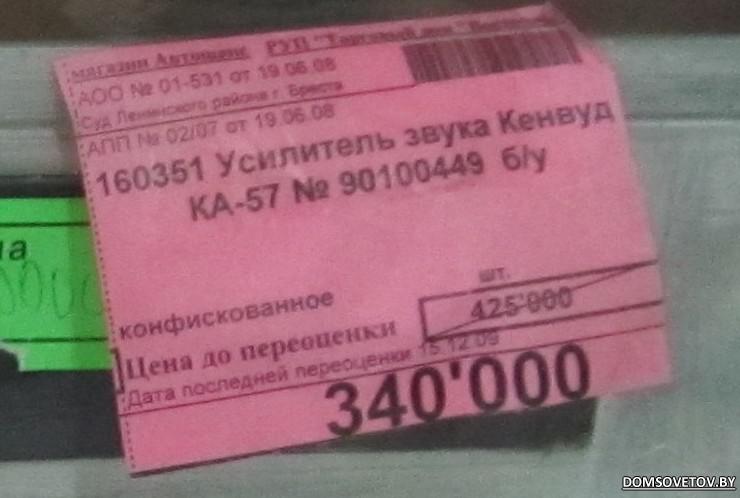 магазин Автошанс РУП "Торговый дом "
АОО № 01-531 от 19.06.08
Суд Ленинского района г. Бреста
АПП № 02/07 от 19.06.08
160351 Усилитель звука Кенвуд
КА-57 № 90100449 б/у
шт.
конфискованное
425'000
Цена до переоценки
Дата последней переоценки 15.12.09
340'000
на
DOMSOVETOV.BY